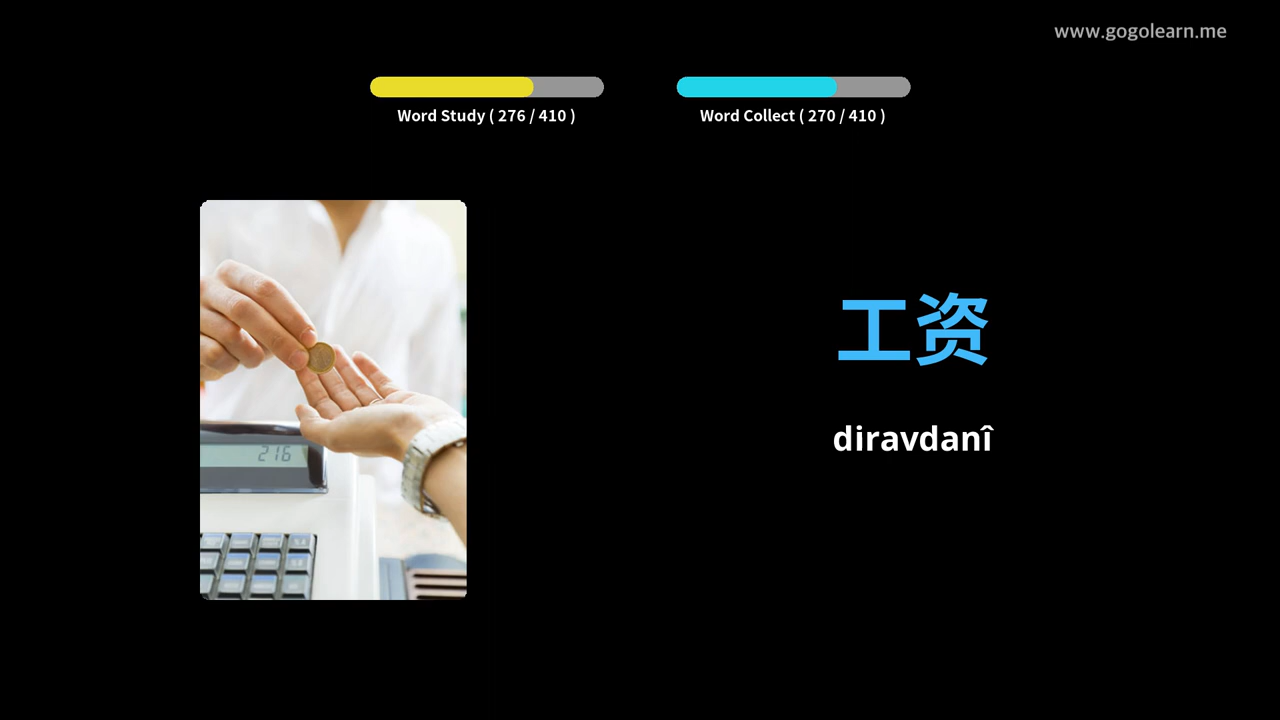 www.gogolearn.me
Word Study ( 276 / 410 )
Word Collect ( 270 / 410 )
工资
diravdanî
216